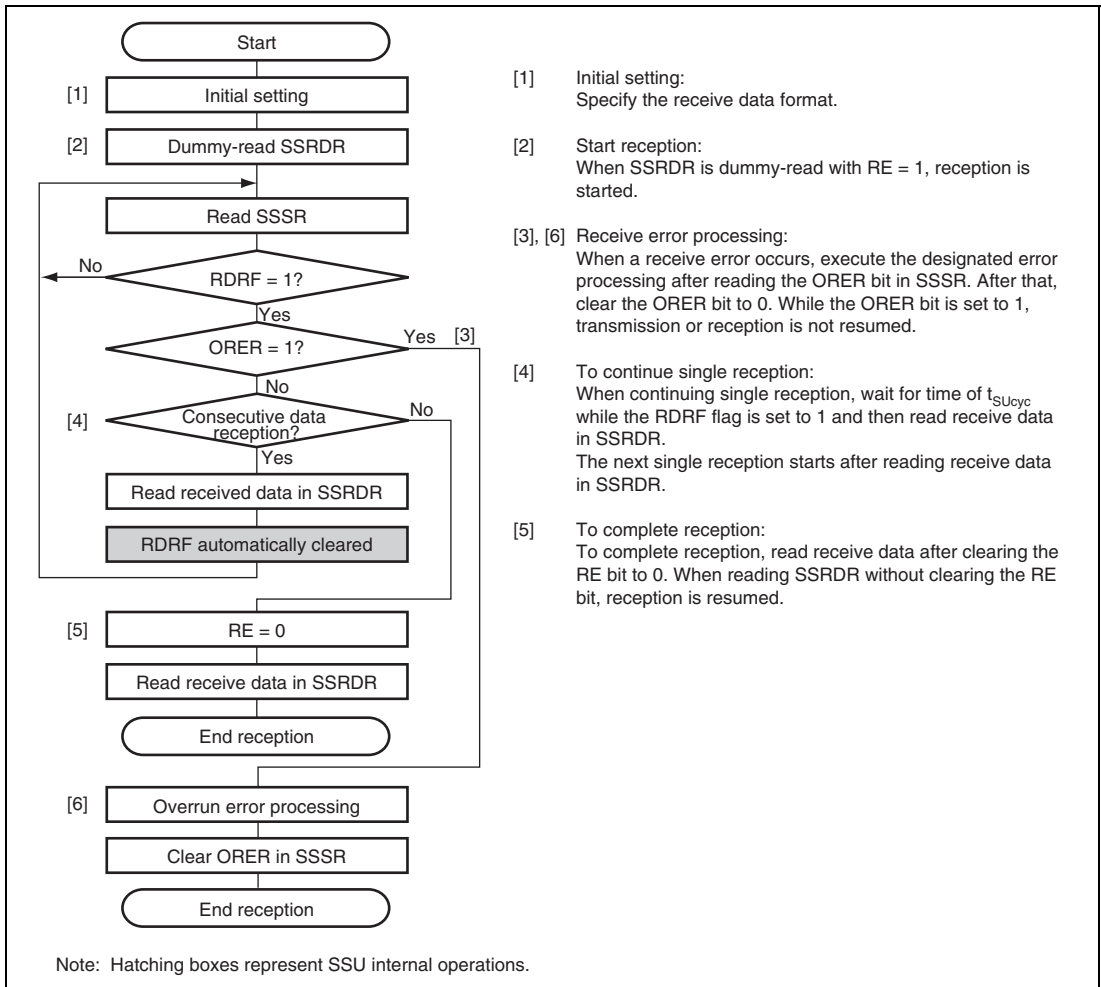 Start
[1] Initial setting
[2] Dummy-read SSRDR
Read SSSR
No
RDRF = 1?
Yes
ORER = 1?
Yes [3]
No
[4] Consecutive data
reception?
No
Yes
Read received data in SSRDR
RDRF automatically cleared
[5] RE = 0
Read receive data in SSRDR
End reception
[6] Overrun error processing
Clear ORER in SSSR
End reception
[1] Initial setting:
Specify the receive data format.
[2] Start reception:
When SSRDR is dummy-read with RE = 1, reception is
started.
[3], [6] Receive error processing:
When a receive error occurs, execute the designated error
processing after reading the ORER bit in SSSR. After that,
clear the ORER bit to 0. While the ORER bit is set to 1,
transmission or reception is not resumed.
[4] To continue single reception:
When continuing single reception, wait for time of tSUcyc
while the RDRF flag is set to 1 and then read receive data
in SSRDR.
The next single reception starts after reading receive data
in SSRDR.
[5] To complete reception:
To complete reception, read receive data after clearing the
RE bit to 0. When reading SSRDR without clearing the RE
bit, reception is resumed.
Note: Hatching boxes represent SSU internal operations.